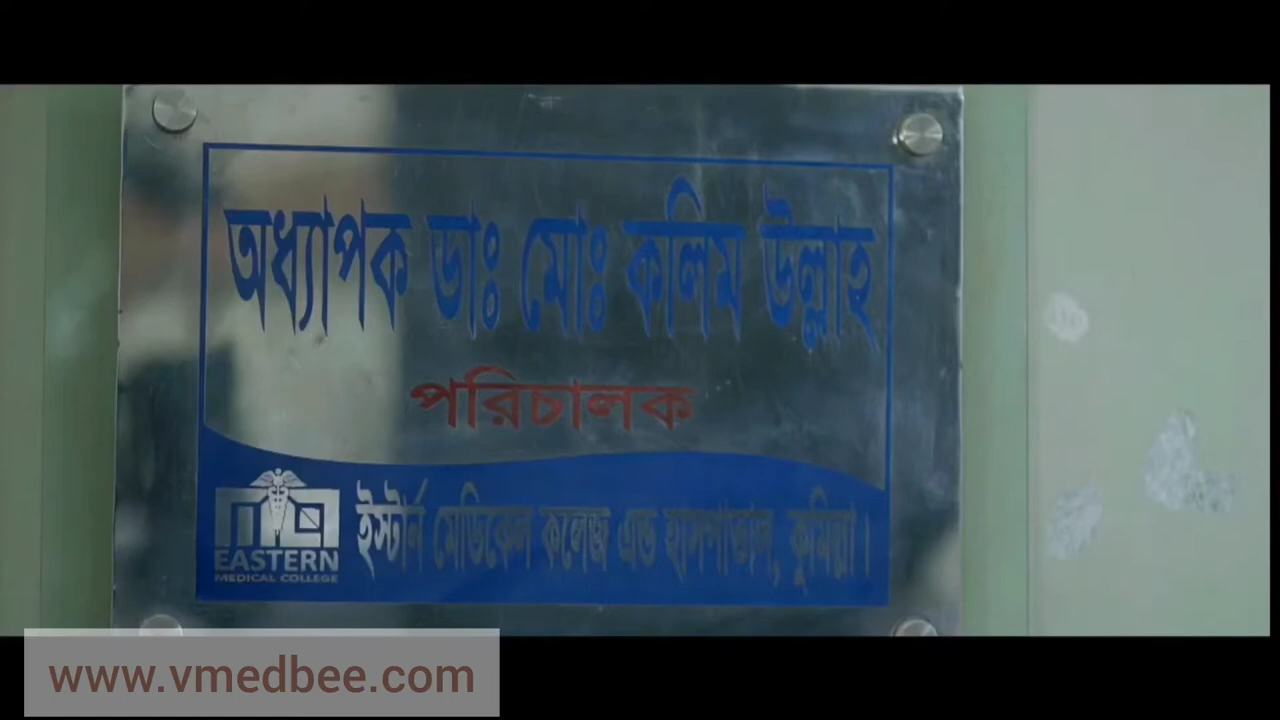 অধ্যাপক ডাঃ মোঃ কলিম উল্লাহ
পরিচালক
EASTERN
MEDICAL COLLEGE
ইস্টার্ন মেডিকেল কলেজ এন্ড হাসপাতাল, কুমিল্লা।
www.vmedbee.com